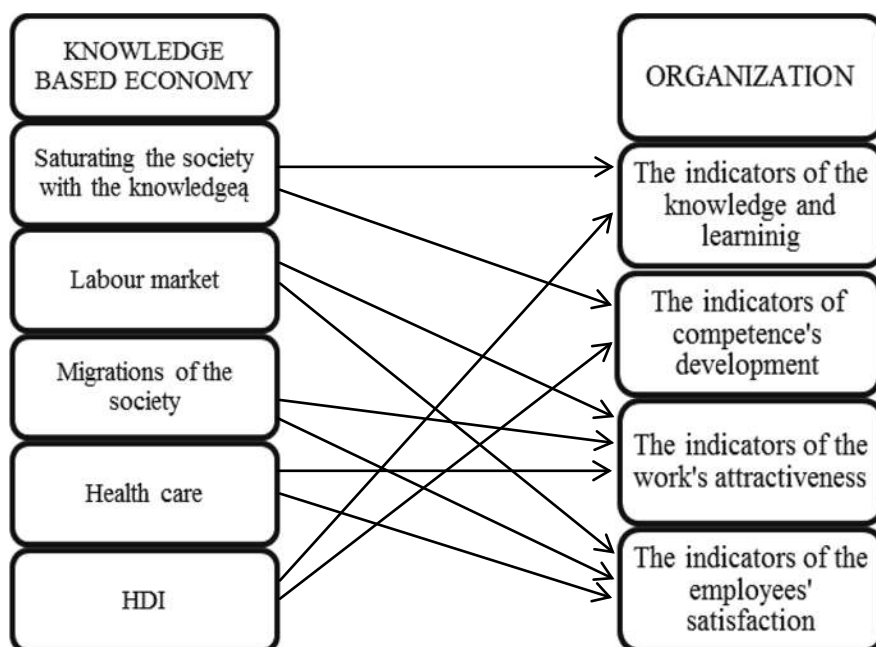 KNOWLEDGE
BASED ECONOMY
Saturating the society
with the knowledgeą
Labour market
Migrations of the
society
Health care
HDI
ORGANIZATION
The indicators of the
knowledge and
learninig
The indicators of
competence's
development
The indicators of the
work's attractiveness
The indicators of the
employees'
satisfaction